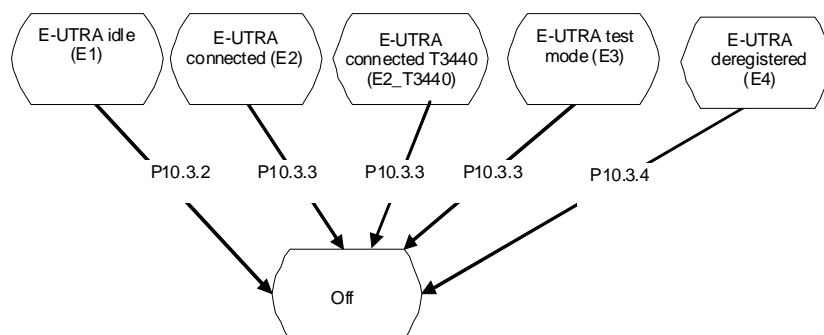 E-UTRA idle
(E1)
E-UTRA
connected (E2)
E-UTRA
connected T3440
(E2_T3440)
E-UTRA test
mode (E3)
E-UTRA
deregistered
(E4)
P10.3.2
P10.3.3
P10.3.3
P10.3.3
P10.3.4
Off